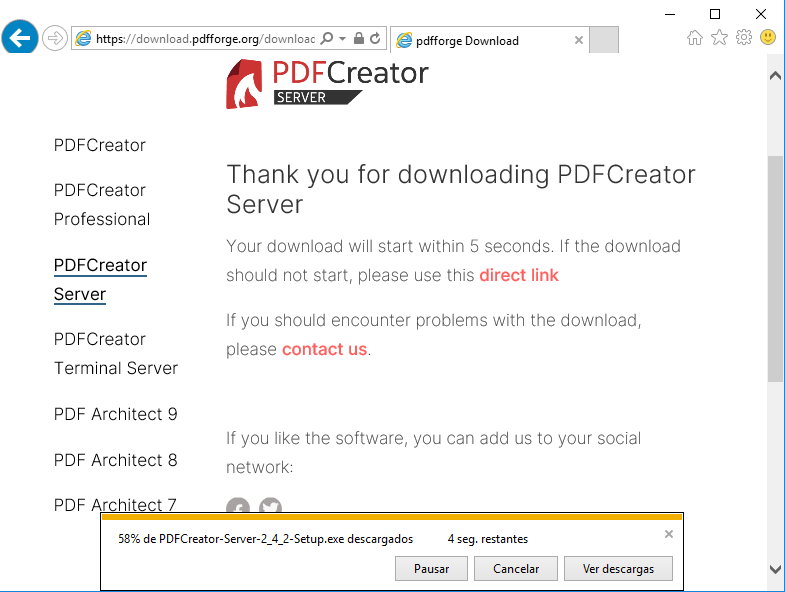 https://download.pdfforge.org/downloac
pdfforge Download
PDFCreator
SERVER
PDFCreator
PDFCreator
Professional
PDFCreator
Server
PDFCreator
Terminal Server
PDF Architect 9
PDF Architect 8
PDF Architect 7
Thank you for downloading PDFCreator
Server
Your download will start within 5 seconds. If the download
should not start, please use this direct link
If you should encounter problems with the download,
please contact us.
If you like the software, you can add us to your social
network:
58% de PDFCreator-Server-2_4_2-Setup.exe descargados
4 seg. restantes
Pausar
Cancelar
Ver descargas